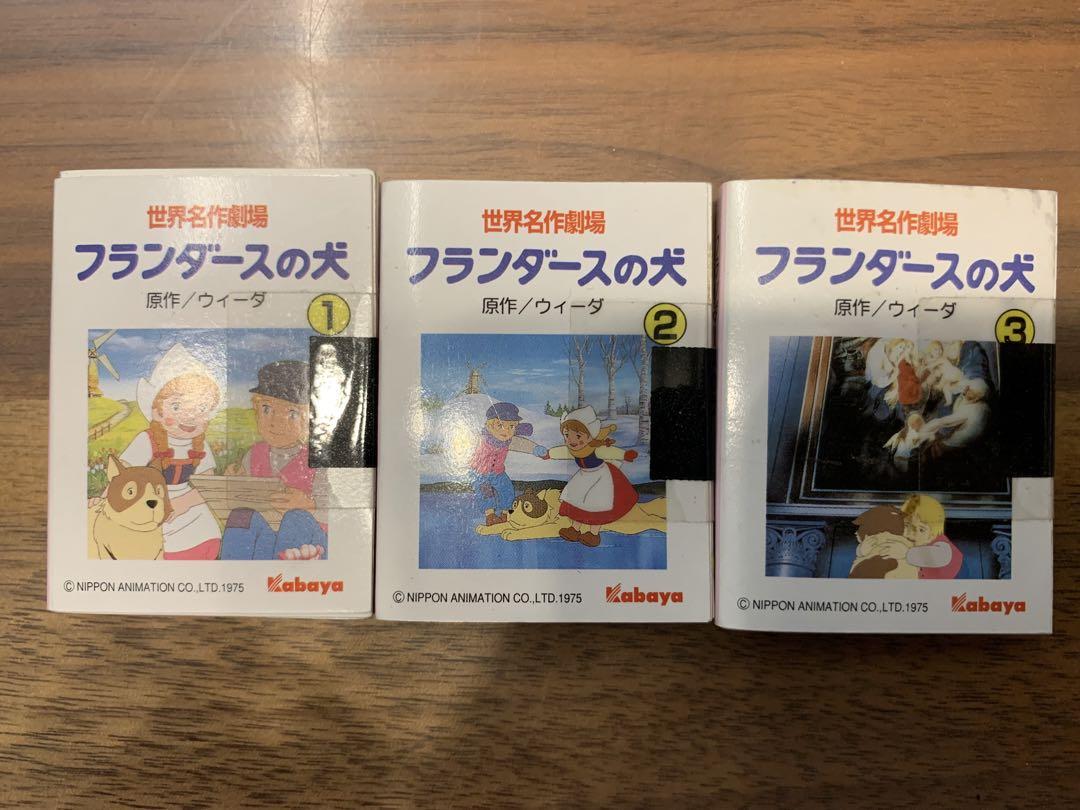 世界名作劇場
フランダースの犬
原作/ウィーダ
1
© NIPPON ANIMATION CO.,LTD.1975
Kabaya
世界名作劇場
フランダースの犬
原作/ウィーダ
2
© NIPPON ANIMATION CO.,LTD.1975
Kabaya
世界名作劇場
フランダースの犬
原作/ウィーダ
3
© NIPPON ANIMATION CO.,LTD.1975
Kabaya